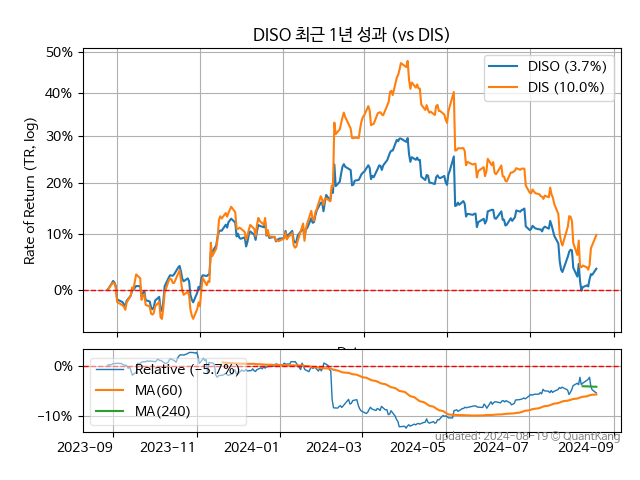 DISO 최근 1년 성과 (vs DIS)
Rate of Return (TR, log)
50%
40%
30%
20%
10%
0%
DISO (3.7%)
DIS (10.0%)
0%
−10%
Relative (−5.7%)
MA(60)
MA(240)
2023-09
2023-11
2024-01
2024-03
2024-05
2024-07
2024-09
updated: 2024-08-19 © QuantKang